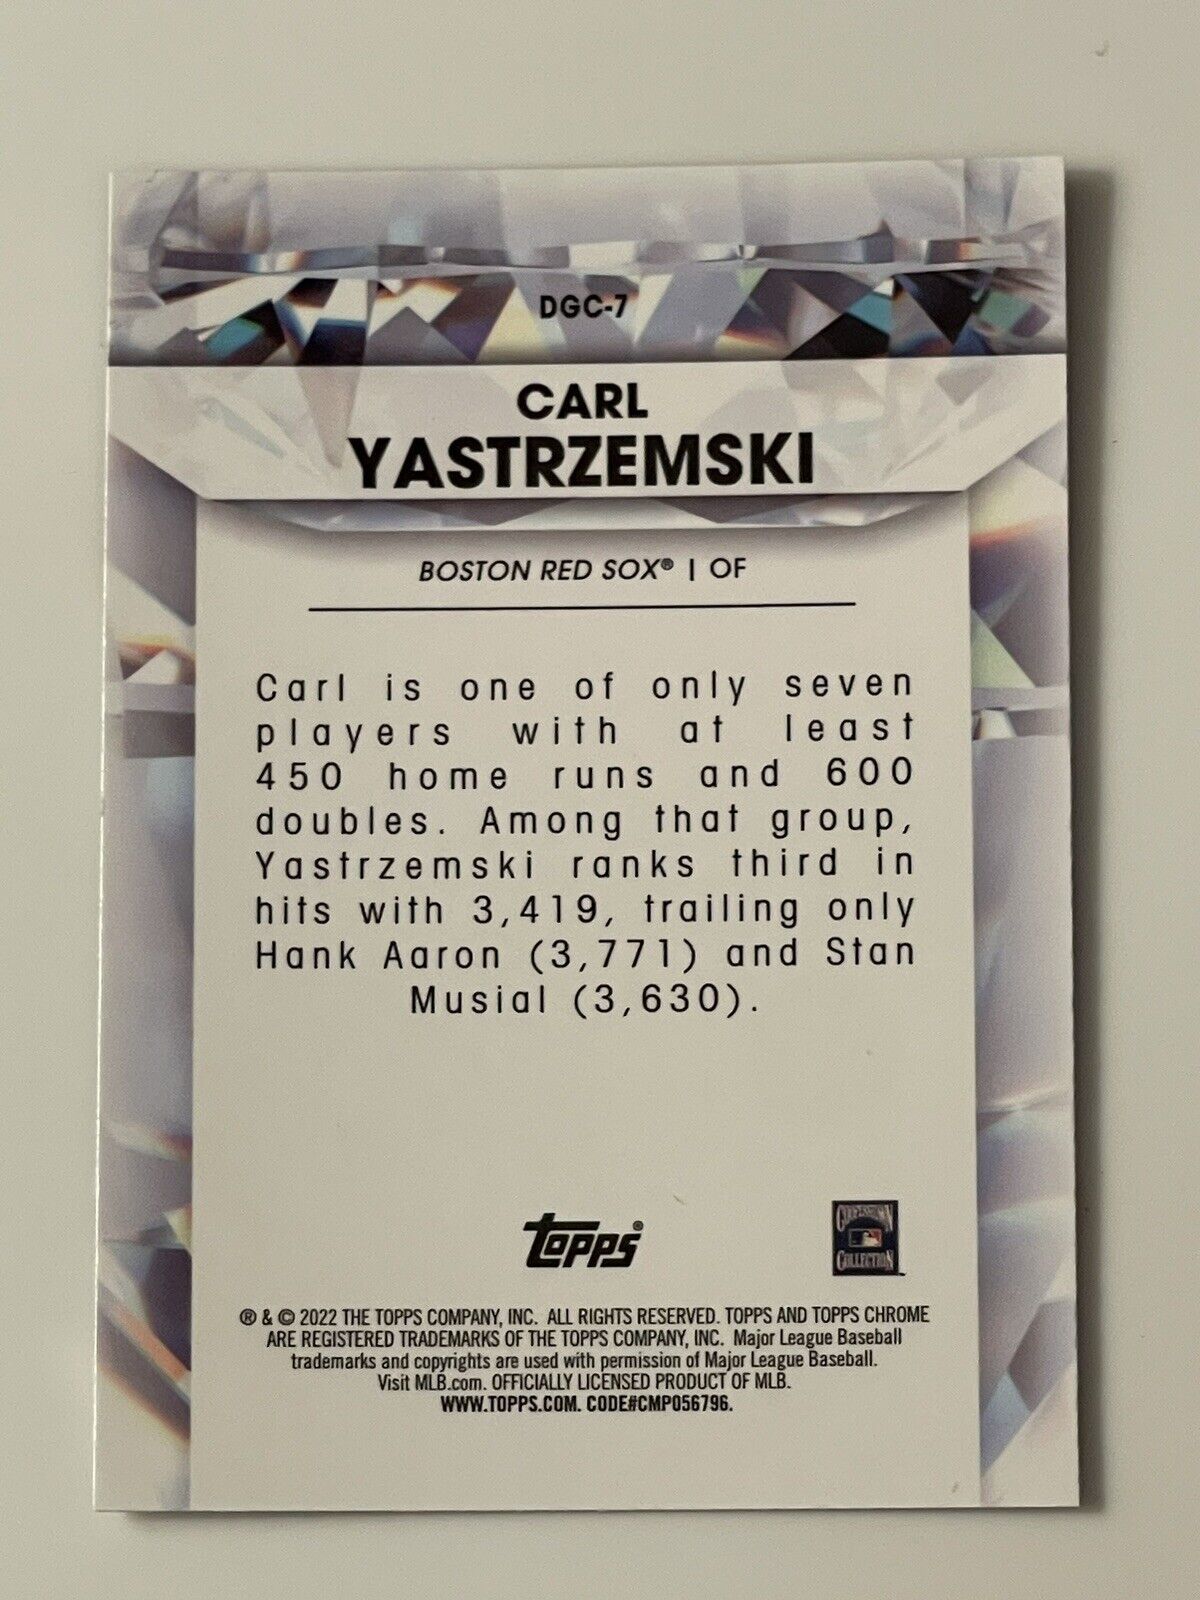 DGC-7
CARL
YASTRZEMSKI
BOSTON RED SOX® | OF
Carl is one of only seven
players with at least
450 home runs and 600
doubles. Among that group,
Yastrzemski ranks third in
hits with 3,419, trailing only
Hank Aaron (3,771) and Stan
Musial (3,630).
topps®
COOPERSTOWN
COLLECTION
® & © 2022 THE TOPPS COMPANY, INC. ALL RIGHTS RESERVED. TOPPS AND TOPPS CHROME
ARE REGISTERED TRADEMARKS OF THE TOPPS COMPANY, INC. Major League Baseball
trademarks and copyrights are used with permission of Major League Baseball.
Visit MLB.com. OFFICIALLY LICENSED PRODUCT OF MLB.
WWW.TOPPS.COM. CODE#CMP056796.